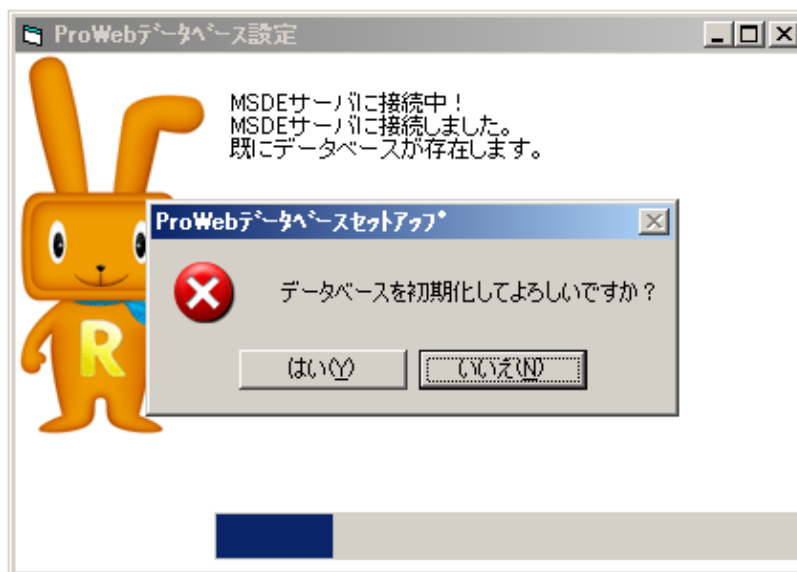 ProWebﾃﾞｰﾀﾍﾞｰス設定
MSDEサーバに接続中！
MSDEサーバに接続しました。
既にデータベースが存在します。
ProWebﾃﾞｰﾀﾍﾞｰｽｾｯﾄｱｯﾌﾟ
データベースを初期化してよろしいですか？
はい(Y)
いいえ(N)
R